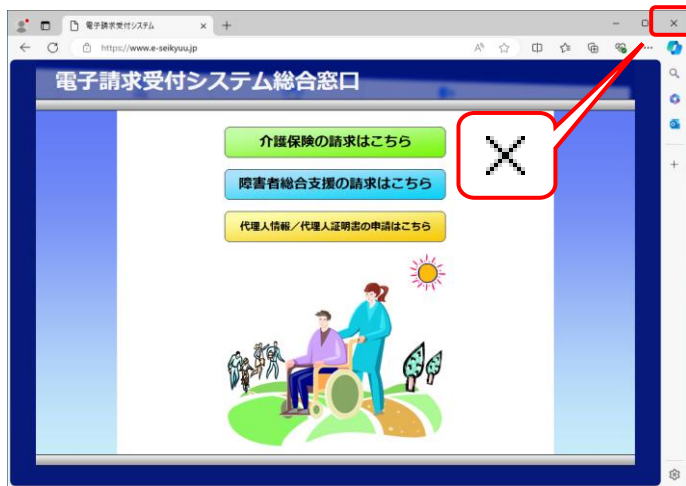 電子請求受付システム
https://www.e-seikyuu.jp
電子請求受付システム総合窓口
介護保険の請求はこちら
障害者総合支援の請求はこちら
代理人情報／代理人証明書の申請はこちら